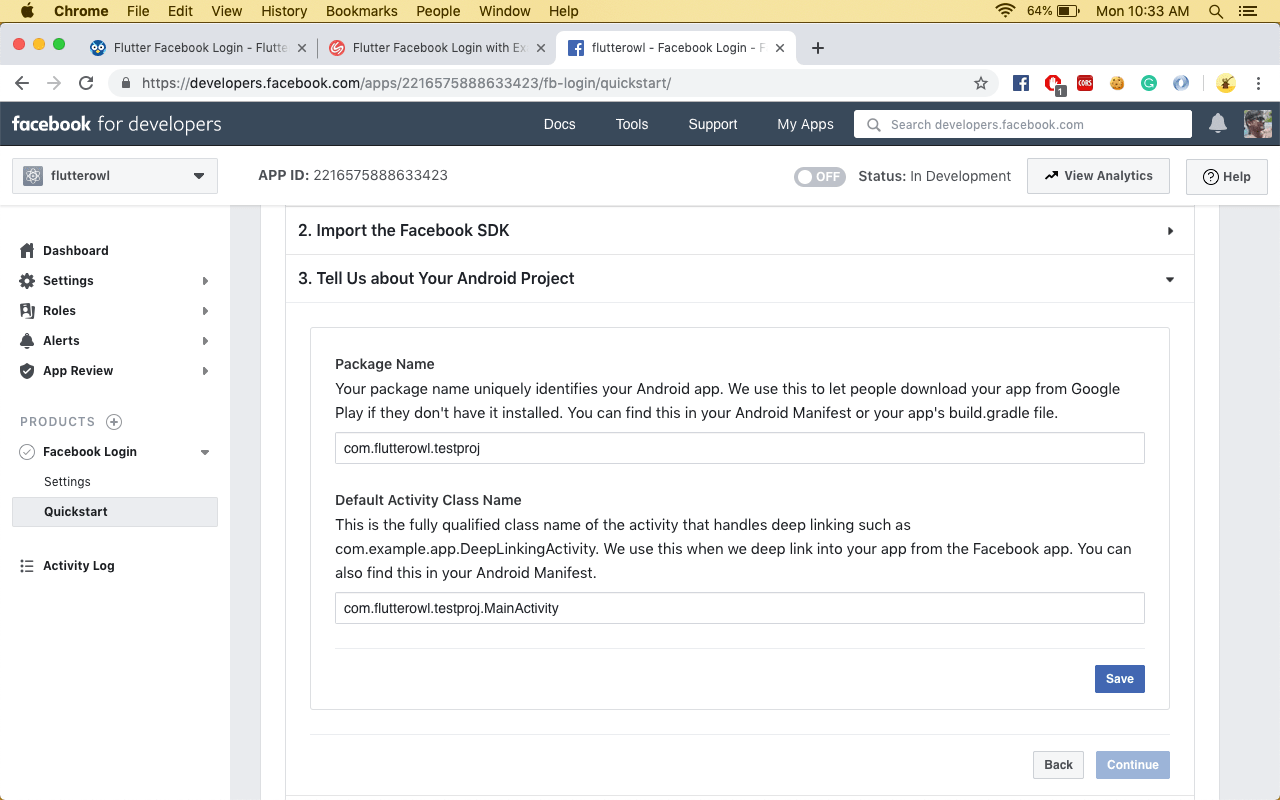 Chrome File Edit View History Bookmarks People Window Help 64% Mon 10:33 AM
Flutter Facebook Login - Flutte Flutter Facebook Login with Ex flutterowl - Facebook Login - F
https://developers.facebook.com/apps/2216575888633423/fb-login/quickstart/ 1 CORS
facebook for developers Docs Tools Support My Apps Search developers.facebook.com
flutterowl APP ID: 2216575888633423 OFF Status: In Development View Analytics Help
Dashboard
Settings
Roles
Alerts
App Review
PRODUCTS
Facebook Login
Settings
Quickstart
Activity Log
2. Import the Facebook SDK
3. Tell Us about Your Android Project
Package Name
Your package name uniquely identifies your Android app. We use this to let people download your app from Google
Play if they don't have it installed. You can find this in your Android Manifest or your app's build.gradle file.
com.flutterowl.testproj
Default Activity Class Name
This is the fully qualified class name of the activity that handles deep linking such as
com.example.app.DeepLinkingActivity. We use this when we deep link into your app from the Facebook app. You can
also find this in your Android Manifest.
com.flutterowl.testproj.MainActivity
Save
Back Continue